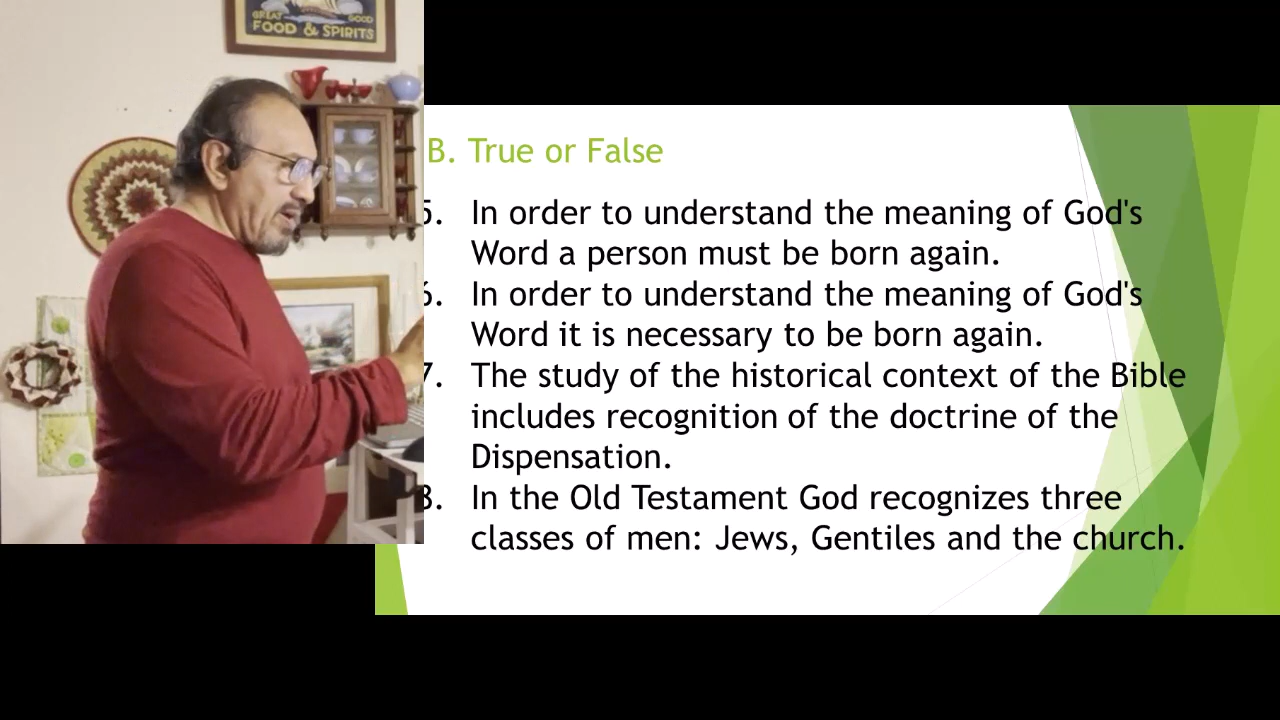 GREAT GOOD
FOOD & SPIRITS
B. True or False
5. In order to understand the meaning of God's
Word a person must be born again.
6. In order to understand the meaning of God's
Word it is necessary to be born again.
7. The study of the historical context of the Bible
includes recognition of the doctrine of the
Dispensation.
8. In the Old Testament God recognizes three
classes of men: Jews, Gentiles and the church.